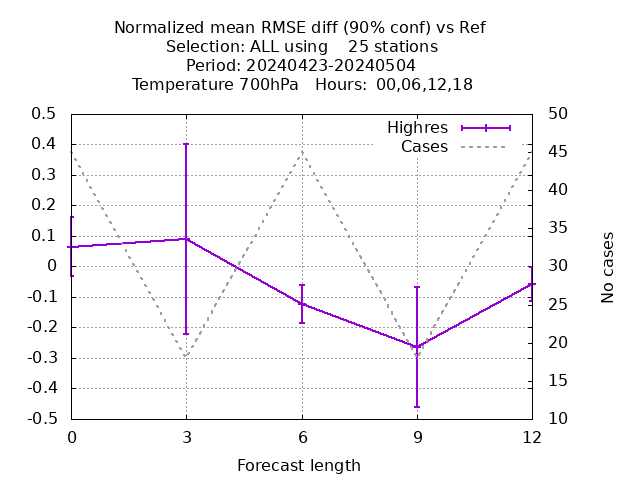 Normalized mean RMSE diff (90% conf) vs Ref
Selection: ALL using    25 stations
Period: 20240423-20240504
Temperature 700hPa   Hours:  00,06,12,18
Highres
Cases
0.5
0.4
0.3
0.2
0.1
0
-0.1
-0.2
-0.3
-0.4
-0.5
50
45
40
35
30
25
20
15
10
No cases
0 3 6 9 12
Forecast length